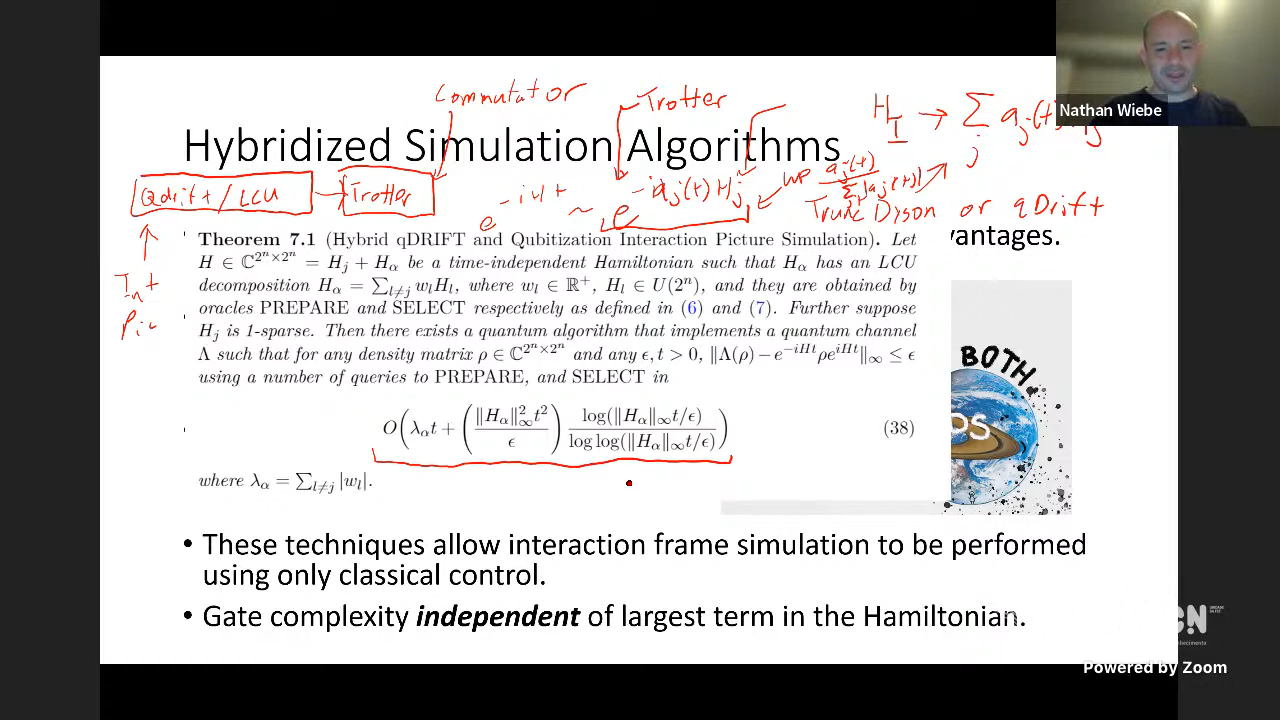 Commutator
Trotter
H_I → Σ_j a_j(t)
Nathan Wiebe
Hybridized Simulation Algorithms
Qdrift/LCU
Trotter
e^{-iHt} ~ e^{-ia_j(t)H_j}
wp a_j(t) / Σ_j |a_j(t)|
Trunc Dyson or qDrift
vantages.
Int
Pic
Theorem 7.1 (Hybrid qDRIFT and Qubitization Interaction Picture Simulation). Let
H ∈ ℂ^{2^n×2^n} = H_j + H_α be a time-independent Hamiltonian such that H_α has an LCU
decomposition H_α = Σ_{l≠j} w_l H_l, where w_l ∈ ℝ^+, H_l ∈ U(2^n), and they are obtained by
oracles PREPARE and SELECT respectively as defined in (6) and (7). Further suppose
H_j is 1-sparse. Then there exists a quantum algorithm that implements a quantum channel
Λ such that for any density matrix ρ ∈ ℂ^{2^n×2^n} and any ϵ, t > 0, ‖Λ(ρ) − e^{−iHt}ρe^{iHt}‖_∞ ≤ ϵ
using a number of queries to PREPARE, and SELECT in
O(λ_α t + (‖H_α‖_∞^2 t^2 / ϵ) log(‖H_α‖_∞ t/ϵ) / log log(‖H_α‖_∞ t/ϵ)) (38)
where λ_α = Σ_{l≠j} |w_l|.
BOTH
• These techniques allow interaction frame simulation to be performed
using only classical control.
• Gate complexity independent of largest term in the Hamiltonian.
Powered by Zoom